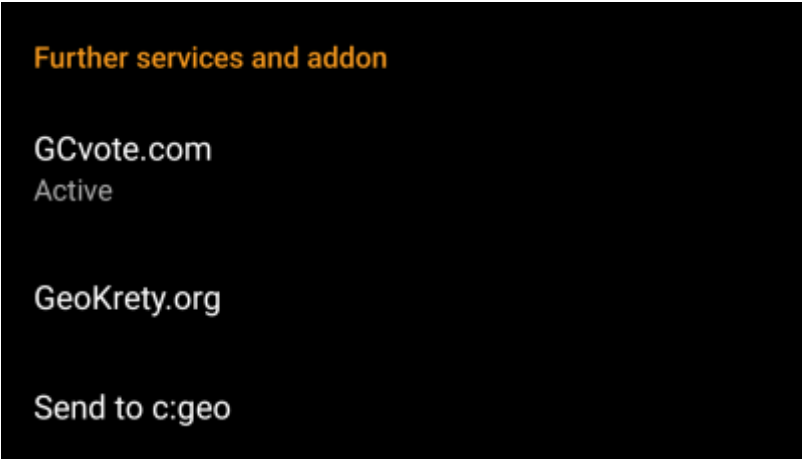 Further services and addon
GCvote.com
Active
GeoKrety.org
Send to c:geo